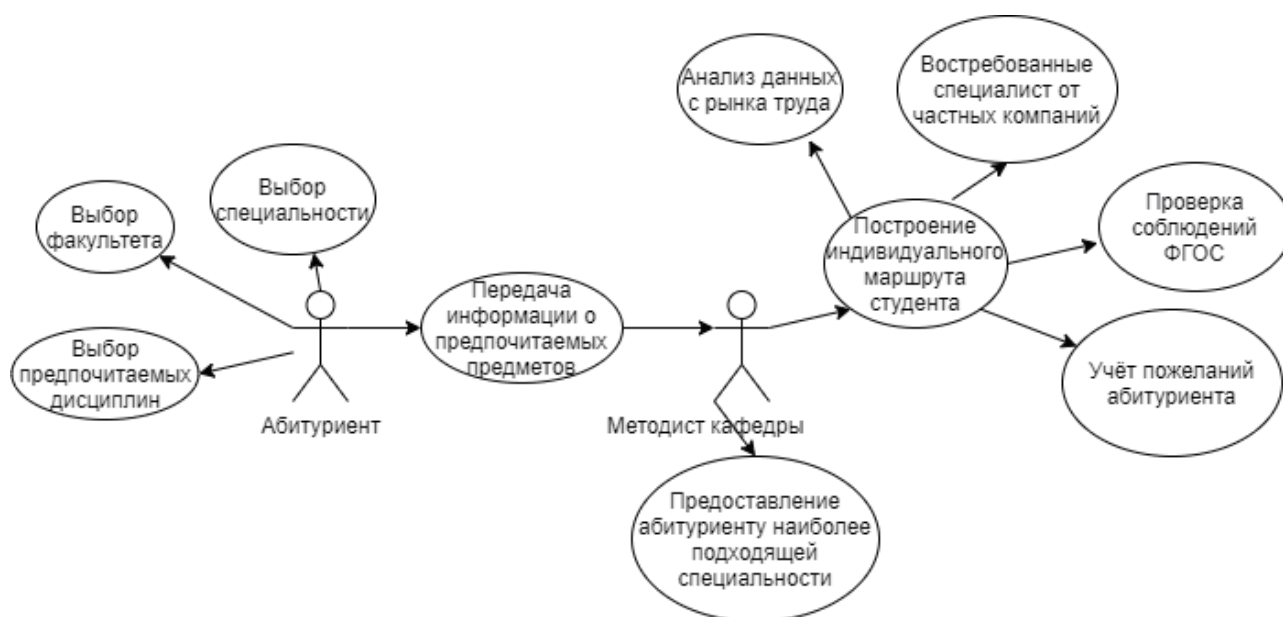 Анализ данных
с рынка труда
Востребованные
специалист от
частных компаний
Выбор
специальности
Выбор
факультета
Проверка
соблюдений
ФГОС
Построение
индивидуального
маршрута
студента
Передача
информации о
предпочитаемых
предметов
Выбор
предпочитаемых
дисциплин
Учёт пожеланий
абитуриента
Абитуриент
Методист кафедры
Предоставление
абитуриенту наиболее
подходящей
специальности